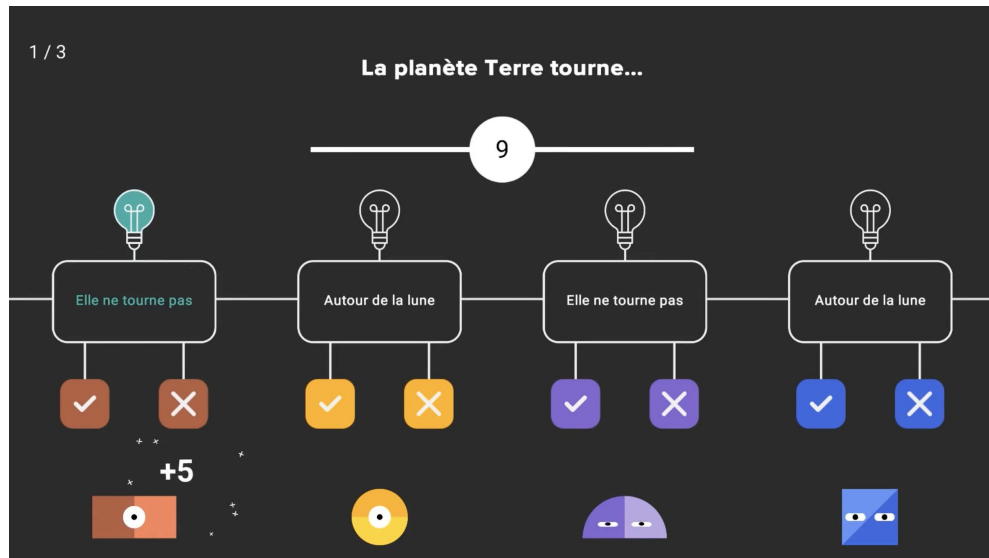 1 / 3
La planète Terre tourne...
9
Elle ne tourne pas
Autour de la lune
Elle ne tourne pas
Autour de la lune
+5